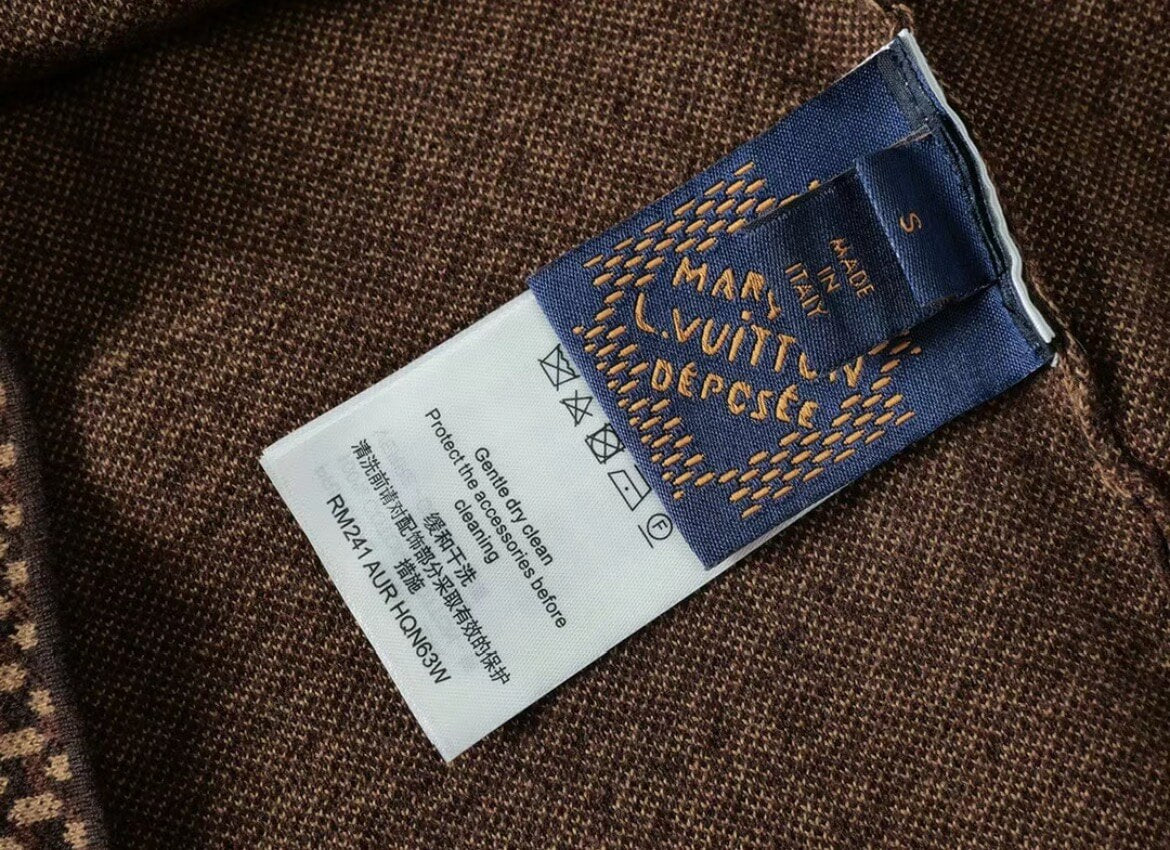 S
MADE
IN
ITALY
L.VUITTON
DÉPOSÉE
Gentle dry clean
Protect the accessories before
cleaning
缓和干洗
清洗前请对配饰部分采取有效的保护
措施
RM241 AUR HQN63W
F